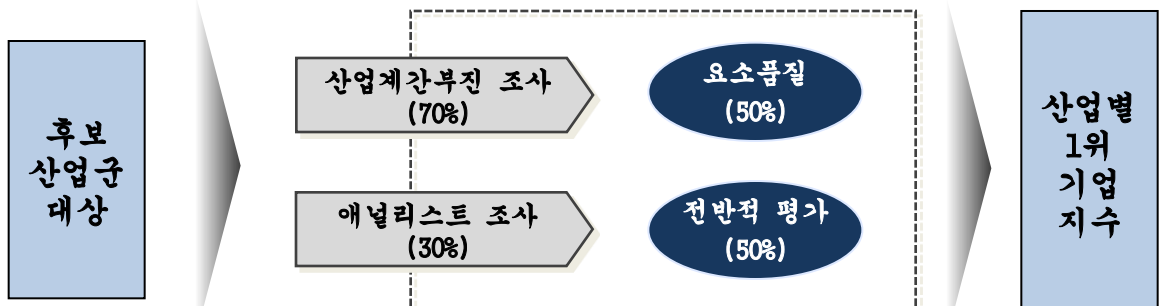 후보
산업군
대상
산업계간부진 조사
(70%)
애널리스트 조사
(30%)
요소품질
(50%)
전반적 평가
(50%)
산업별
1위
기업
지수